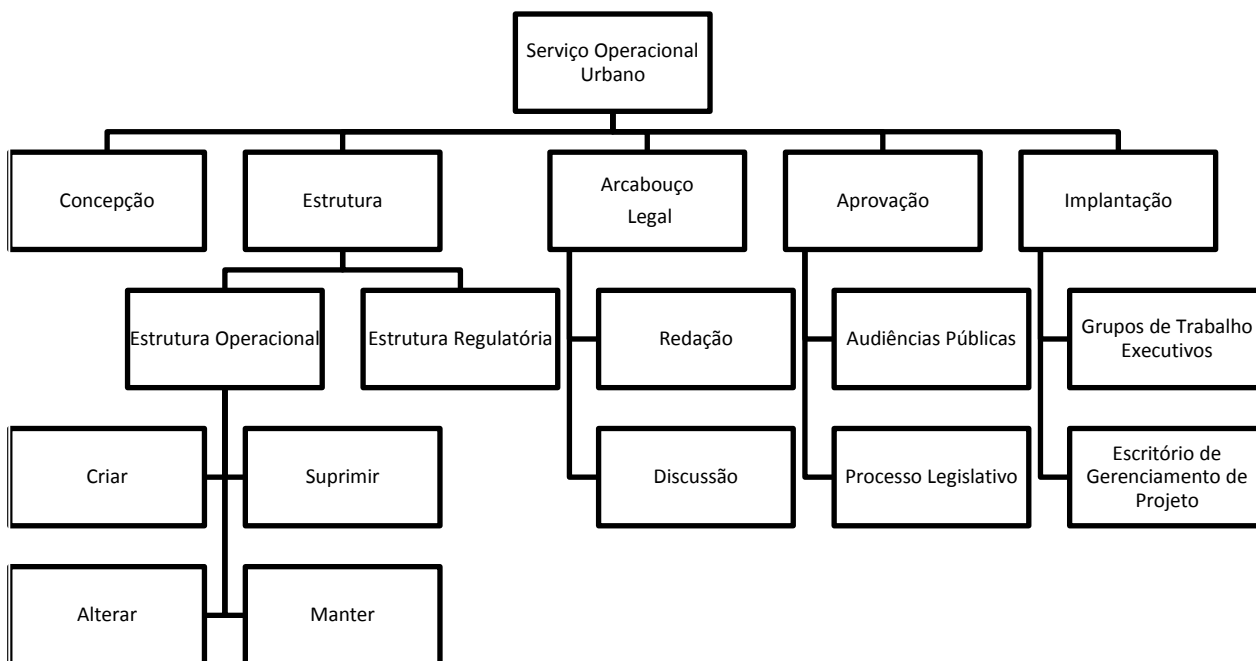 Serviço Operacional
Urbano
Concepção
Estrutura
Arcabouço
Legal
Aprovação
Implantação
Estrutura Operacional
Estrutura Regulatória
Redação
Audiências Públicas
Grupos de Trabalho
Executivos
Criar
Suprimir
Discussão
Processo Legislativo
Escritório de
Gerenciamento de
Projeto
Alterar
Manter